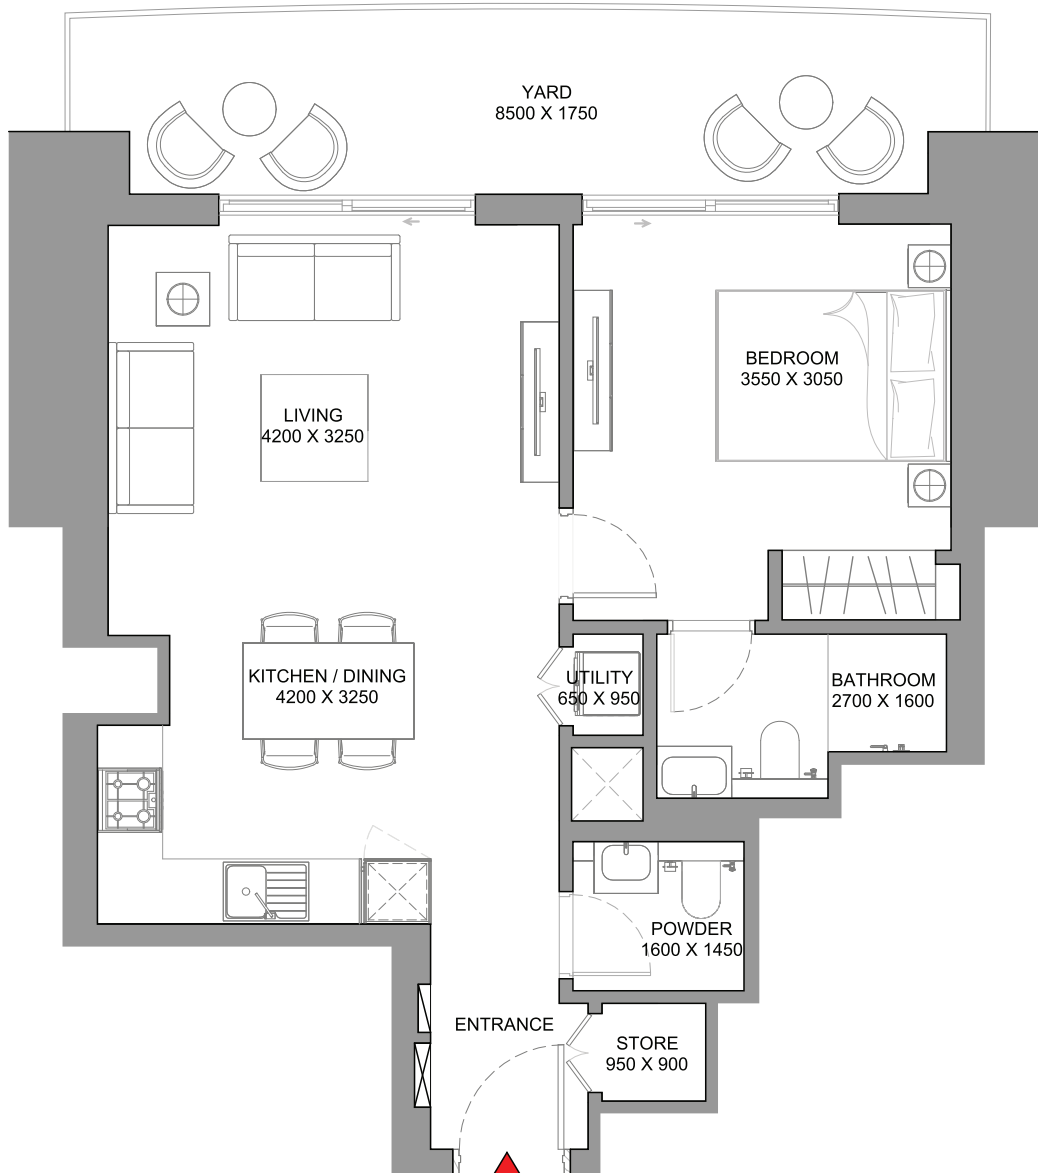 YARD
8500 X 1750
BEDROOM
3550 X 3050
LIVING
4200 X 3250
KITCHEN / DINING
4200 X 3250
UTILITY
650 X 950
BATHROOM
2700 X 1600
POWDER
1600 X 1450
ENTRANCE
STORE
950 X 900